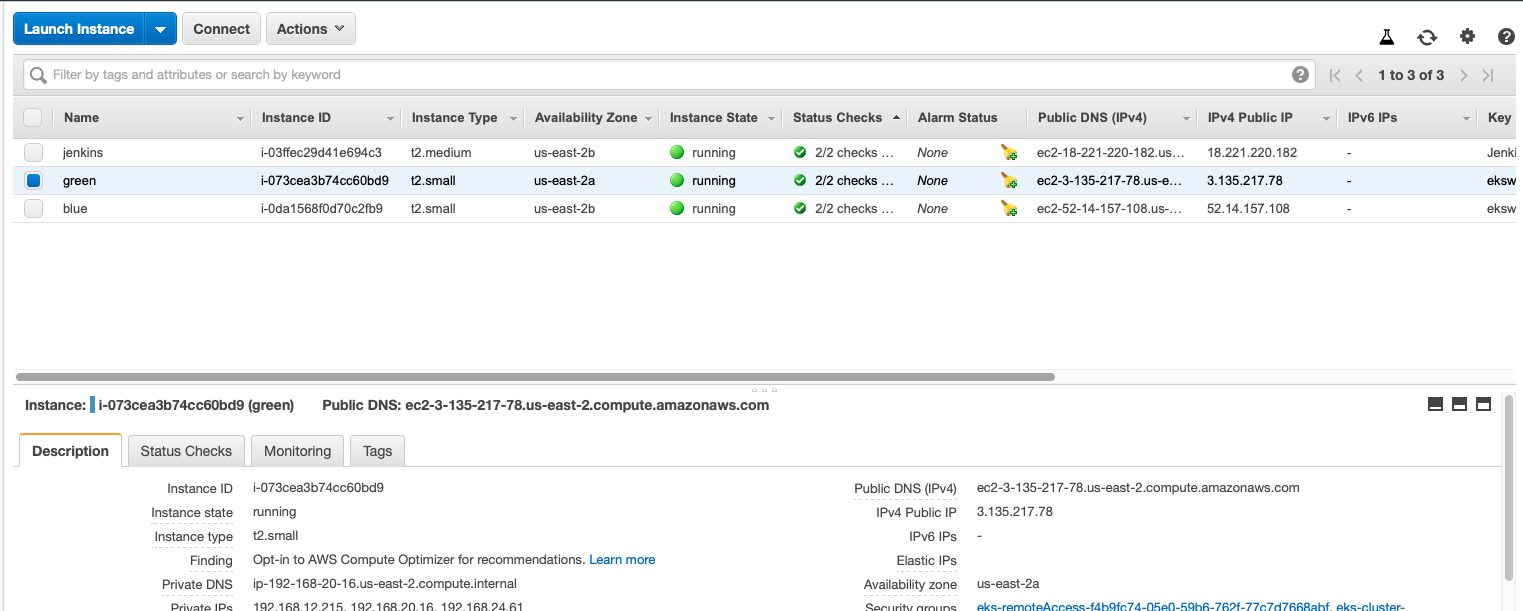 Launch Instance Connect Actions
Filter by tags and attributes or search by keyword 1 to 3 of 3
Name Instance ID Instance Type Availability Zone Instance State Status Checks Alarm Status Public DNS (IPv4) IPv4 Public IP IPv6 IPs Key
jenkins i-03ffec29d41e694c3 t2.medium us-east-2b running 2/2 checks ... None ec2-18-221-220-182.us... 18.221.220.182 - Jenki
green i-073cea3b74cc60bd9 t2.small us-east-2a running 2/2 checks ... None ec2-3-135-217-78.us-e... 3.135.217.78 - eksw
blue i-0da1568f0d70c2fb9 t2.small us-east-2b running 2/2 checks ... None ec2-52-14-157-108.us-... 52.14.157.108 - eksw
Instance: i-073cea3b74cc60bd9 (green) Public DNS: ec2-3-135-217-78.us-east-2.compute.amazonaws.com
Description Status Checks Monitoring Tags
Instance ID i-073cea3b74cc60bd9 Public DNS (IPv4) ec2-3-135-217-78.us-east-2.compute.amazonaws.com
Instance state running IPv4 Public IP 3.135.217.78
Instance type t2.small IPv6 IPs -
Finding Opt-in to AWS Compute Optimizer for recommendations. Learn more Elastic IPs
Private DNS ip-192-168-20-16.us-east-2.compute.internal Availability zone us-east-2a
Private IPs 192.168.12.215, 192.168.20.16, 192.168.24.61 Security groups eks-remoteAccess-f4b9fc74-05e0-59b6-762f-77c7d7668abf, eks-cluster-